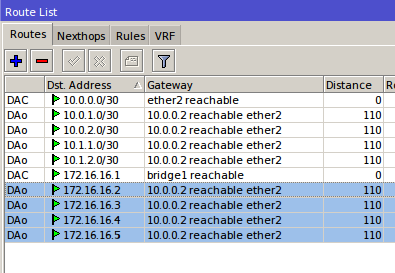 Route List
Routes Nexthops Rules VRF
Dst. Address Gateway Distance
DAC 10.0.0.0/30 ether2 reachable 0
DAo 10.0.1.0/30 10.0.0.2 reachable ether2 110
DAo 10.0.2.0/30 10.0.0.2 reachable ether2 110
DAo 10.1.1.0/30 10.0.0.2 reachable ether2 110
DAo 10.1.2.0/30 10.0.0.2 reachable ether2 110
DAC 172.16.16.1 bridge1 reachable 0
DAo 172.16.16.2 10.0.0.2 reachable ether2 110
DAo 172.16.16.3 10.0.0.2 reachable ether2 110
DAo 172.16.16.4 10.0.0.2 reachable ether2 110
DAo 172.16.16.5 10.0.0.2 reachable ether2 110